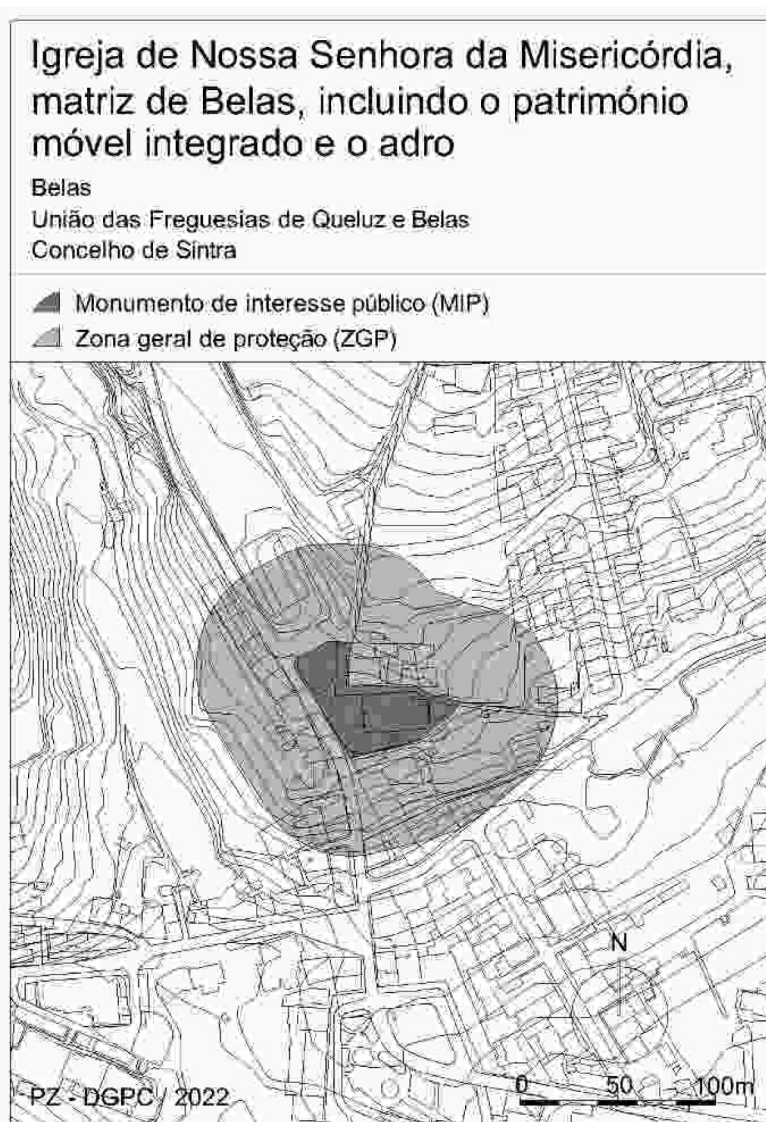 Igreja de Nossa Senhora da Misericórdia,
matriz de Belas, incluindo o património
móvel integrado e o adro
Belas
União das Freguesias de Queluz e Belas
Concelho de Sintra
Monumento de interesse público (MIP)
Zona geral de proteção (ZGP)
N
PZ - DGPC / 2022
0 50 100m